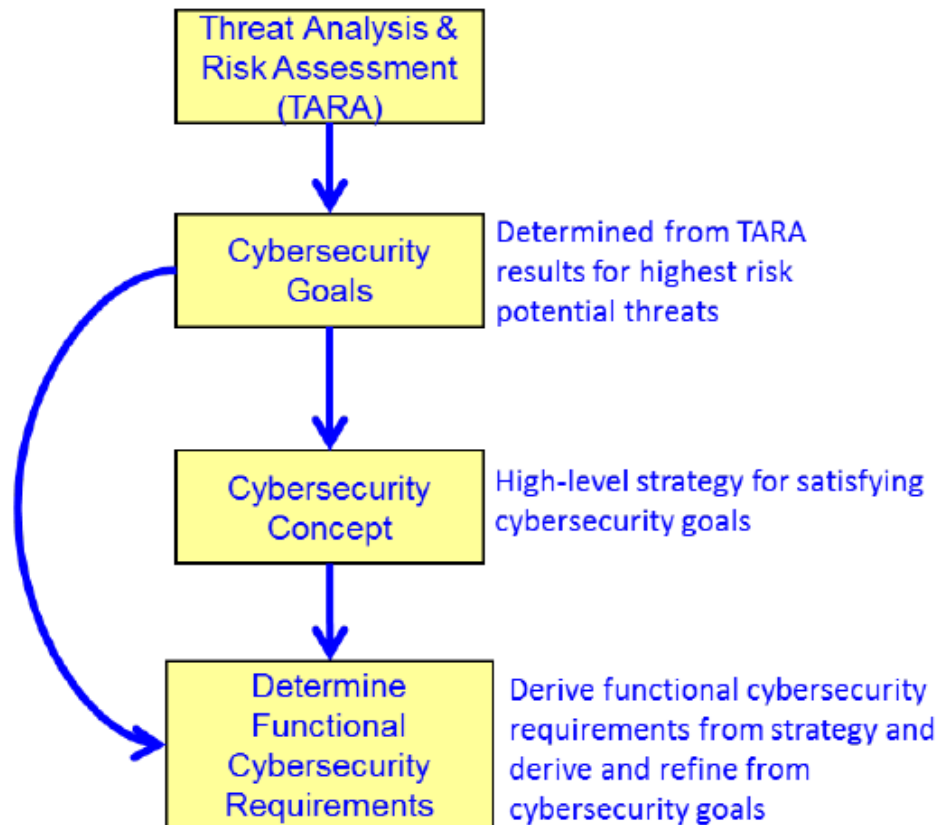 Threat Analysis &
Risk Assessment
(TARA)
Cybersecurity
Goals
Determined from TARA
results for highest risk
potential threats
Cybersecurity
Concept
High-level strategy for satisfying
cybersecurity goals
Determine
Functional
Cybersecurity
Requirements
Derive functional cybersecurity
requirements from strategy and
derive and refine from
cybersecurity goals